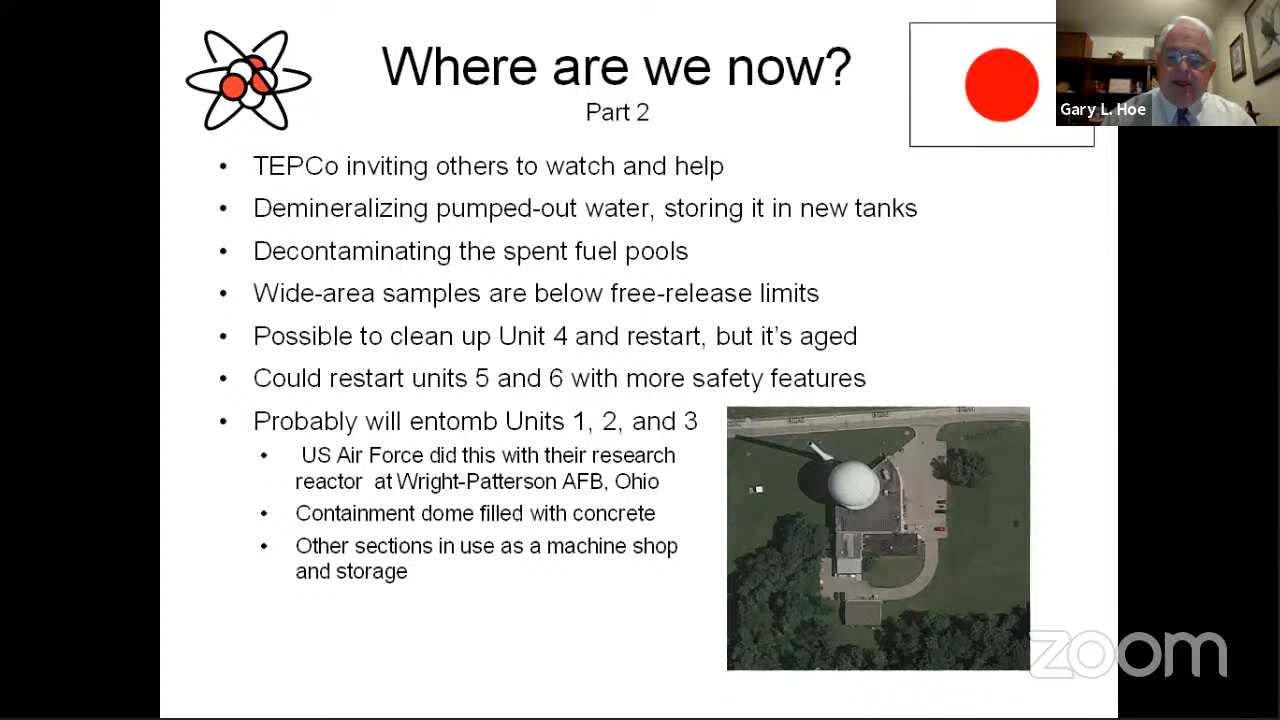 Where are we now?
Part 2
Gary L. Hoe
• TEPCo inviting others to watch and help
• Demineralizing pumped-out water, storing it in new tanks
• Decontaminating the spent fuel pools
• Wide-area samples are below free-release limits
• Possible to clean up Unit 4 and restart, but it's aged
• Could restart units 5 and 6 with more safety features
• Probably will entomb Units 1, 2, and 3
• US Air Force did this with their research
reactor at Wright-Patterson AFB, Ohio
• Containment dome filled with concrete
• Other sections in use as a machine shop
and storage
zoom